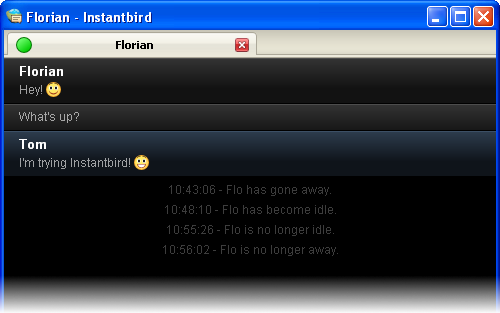 Florian - Instantbird
Florian
Florian
Hey!
What's up?
Tom
I'm trying Instantbird!
10:43:06 - Flo has gone away.
10:48:10 - Flo has become idle.
10:55:26 - Flo is no longer idle.
10:56:02 - Flo is no longer away.